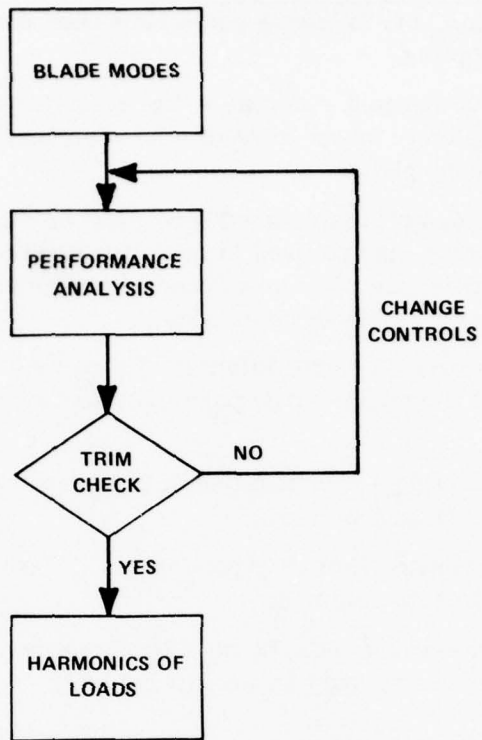 BLADE MODES
PERFORMANCE
ANALYSIS
CHANGE
CONTROLS
TRIM
CHECK
NO
YES
HARMONICS OF
LOADS